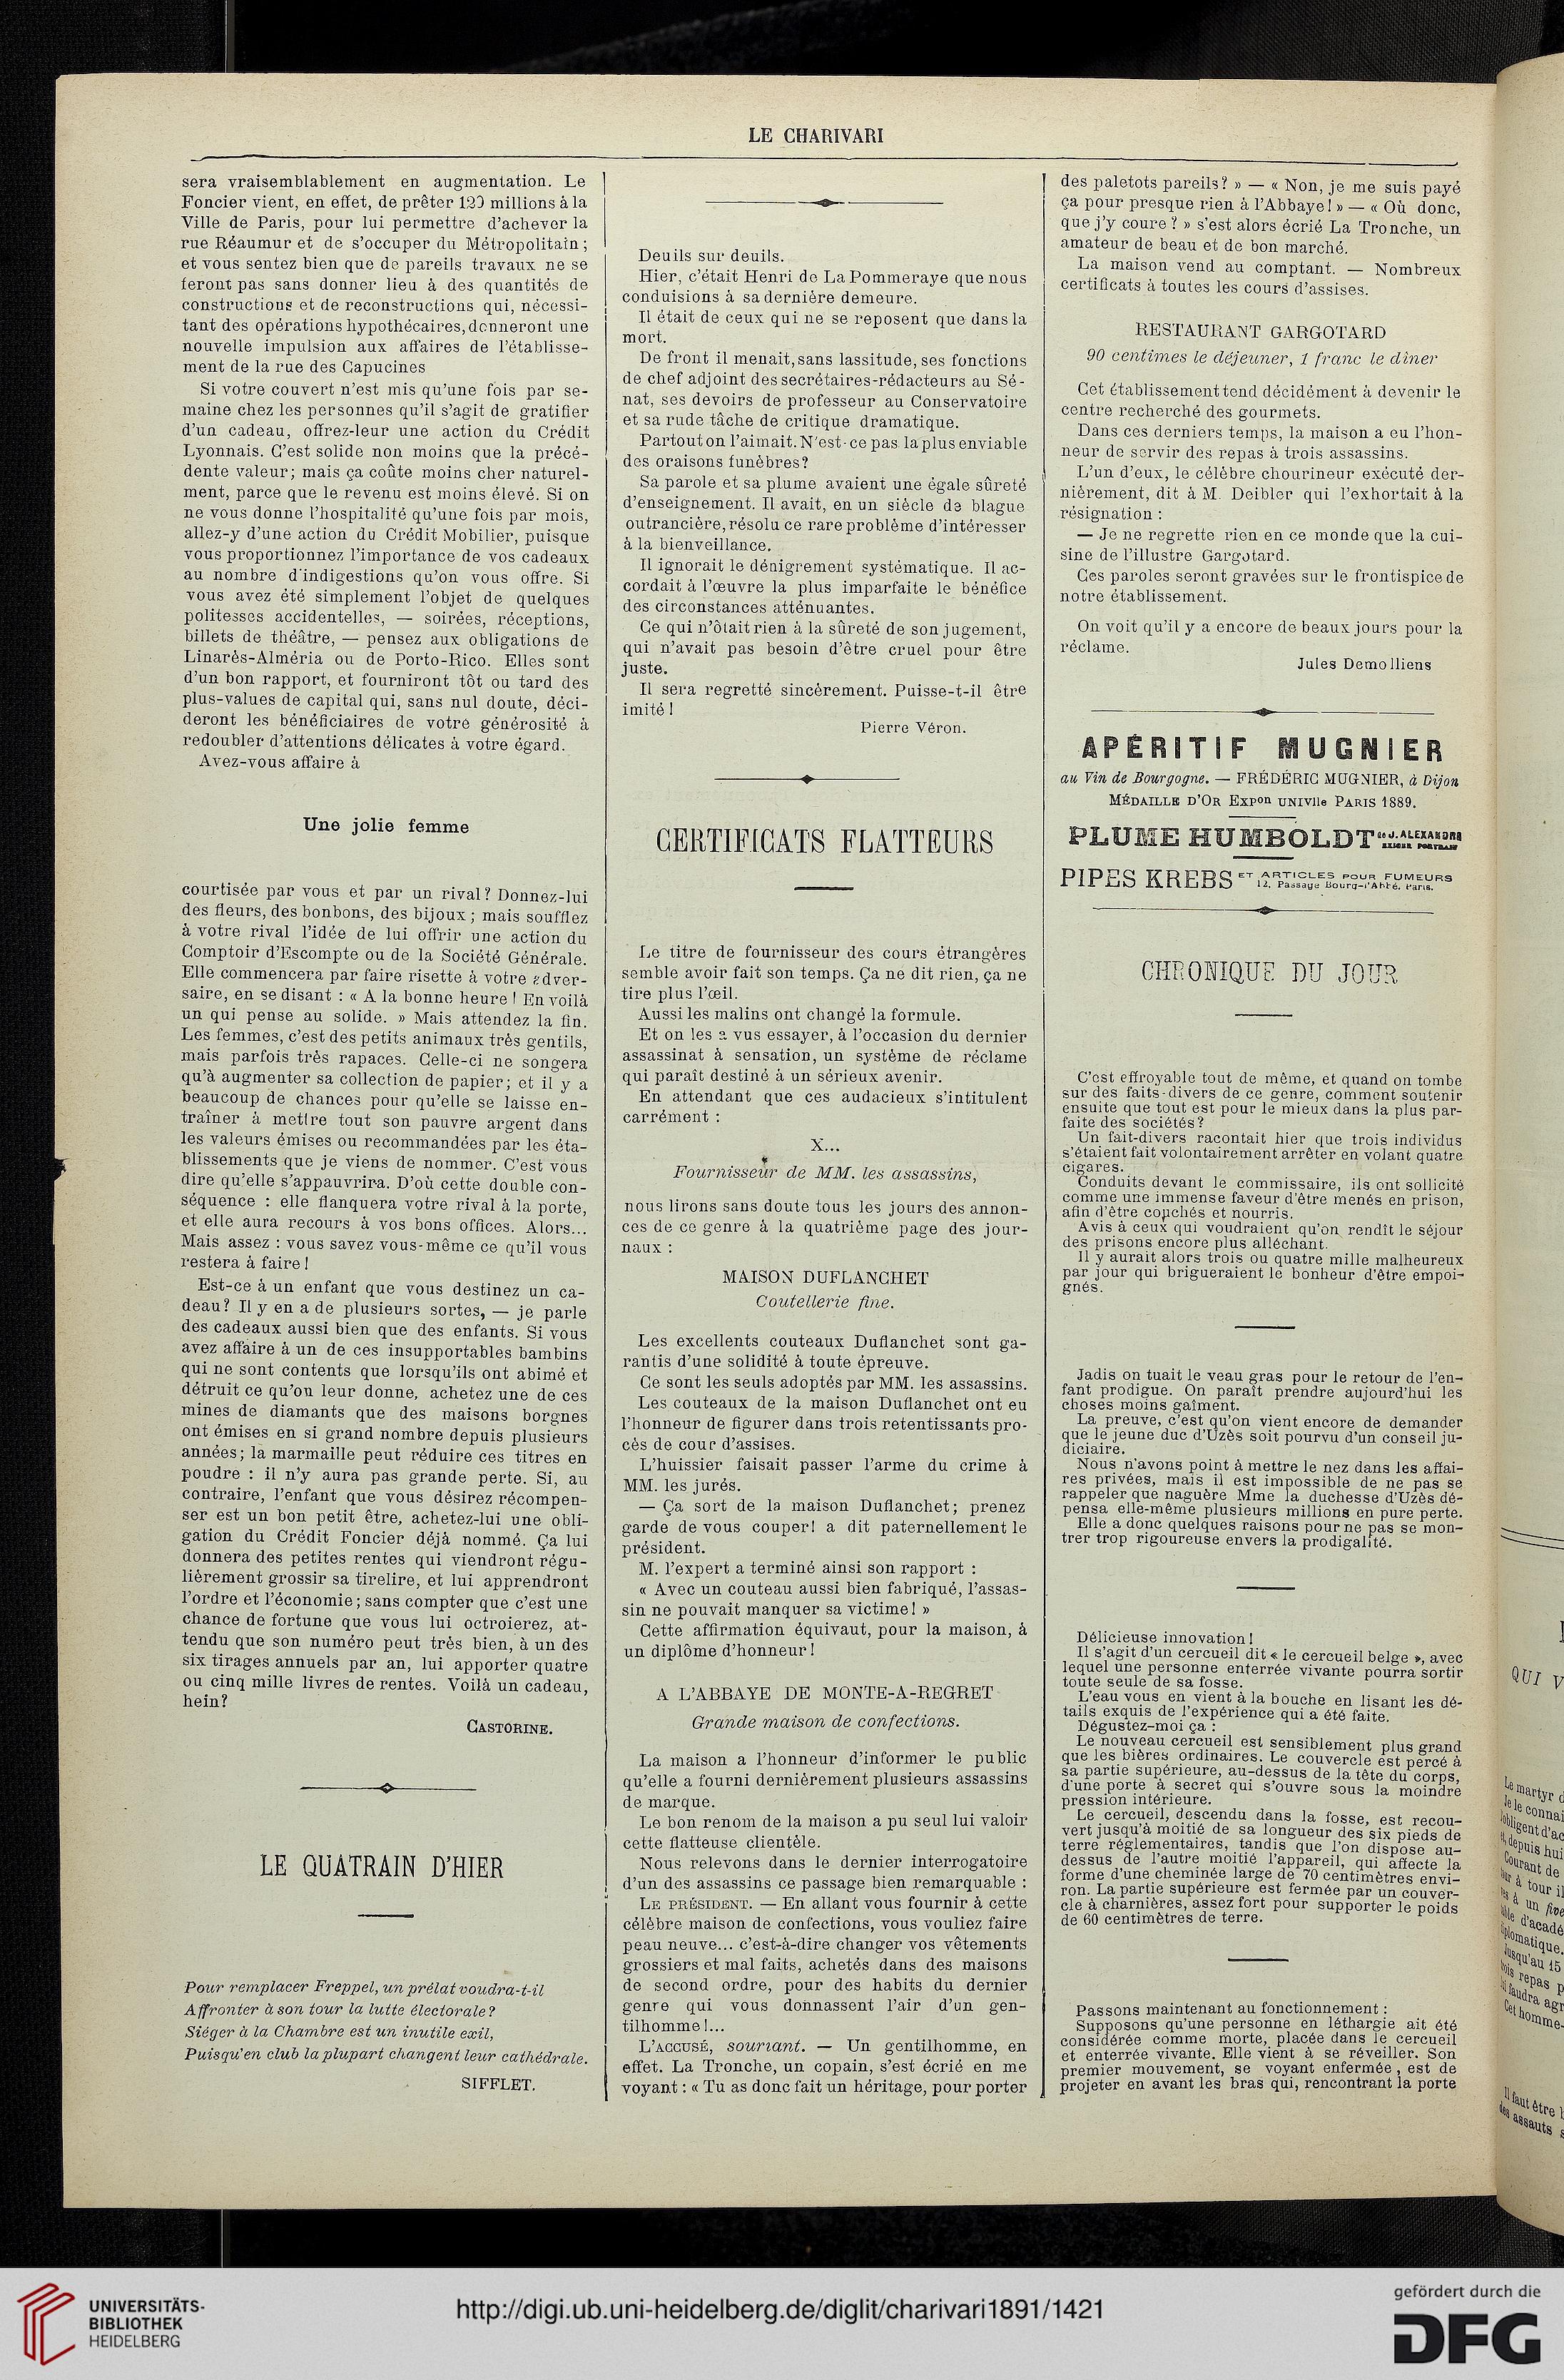 LE CHARIVARI
sera vraisemblablement en augmentation. Le
Foncier vient, en effet, de prêter 120 millions à la
Ville de Paris, pour lui permettre d'achever la
rue Réaumur et de s'occuper du Métropolitain ;
et vous sentez bien que de pareils travaux ne se
feront pas sans donner lieu à des quantités de
constructions et de reconstructions qui, nécessi-
tant des opérations hypothécaires, donneront une
nouvelle impulsion aux affaires de l'établisse-
ment de la rue des Capucines
Si votre couvert n'est mis qu'une fois par se-
maine chez les personnes qu'il s'agit de gratifier
d'un cadeau, offrez-leur une action du Crédit
Lyonnais. C'est solide non moins que la précé-
dente valeur; mais ça coûte moins cher naturel-
ment, parce que le revenu est moins élevé. Si on
ne vous donne l'hospitalité qu'une fois par mois,
allez-y d'une action du Crédit Mobilier, puisque
vous proportionnez l'importance de vos cadeaux
au nombre d'indigestions qu'on vous offre. Si
vous avez été simplement l'objet de quelques
politesses accidentelles, — soirées, réceptions,
billets de théâtre, — pensez aux obligations de
Linarès-Alméria ou de Porto-Rico. Elles sont
d'un bon rapport, et fourniront tôt ou tard des
plus-values de capital qui, sans nul doute, déci-
deront les bénéficiaires de votre générosité à
redoubler d'attentions délicates à votre égard.
Avez-vous affaire à
Une jolie femme
courtisée par vous et par un rival? Donnez-lui
des fleurs, des bonbons, des bijoux ; mais soufflez
à votre rival l'idée de lui offrir une action du
Comptoir d'Escompte ou de la Société Générale.
Elle commencera par faire risette à votre adver-
saire, en se disant : « A la bonne heure ! En voilà
un qui pense au solide. » Mais attendez la fin.
Les femmes, c'est des petits animaux très gentils,
mais parfois très rapaces. Celle-ci ne songera
qu'à augmenter sa collection de papier; et il y a
beaucoup de chances pour qu'elle se laisse en-
traîner à mettre tout son pauvre argent dans
les valeurs émises ou recommandées par les éta-
blissements que je viens de nommer. C'est vous
dire qu'elle s'appauvrira. D'où cette double con-
séquence : elle flanquera votre rival à la porte,
et elle aura recours à vos bons offices. Alors...
Mais assez : vous savez vous-même ce qu'il vous
restera à faire !
Est-ce à un enfant que vous destinez un ca-
deau? Il y en a de plusieurs sortes, — je parle
des cadeaux aussi bien que des enfants. Si vous
avez affaire à un de ces insupportables bambins
qui ne sont contents que lorsqu'ils ont abimé et
détruit ce qu'on leur donne, achetez une de ces
mines de diamants que des maisons borgnes
ont émises en si grand nombre depuis plusieurs
années; la marmaille peut réduire ces titres en
poudre : il n'y aura pas grande perte. Si, au
contraire, l'enfant que vous désirez récompen-
ser est un bon petit être, achetez-lui une obli-
gation du Crédit Foncier déjà nommé. Ça lui
donnera des petites rentes qui viendront régu-
lièrement grossir sa tirelire, et lui apprendront
l'ordre et l'économie; sans compter que c'est une
chance de fortune que vous lui octroierez, at-
tendu que son numéro peut très bien, à un des
six tirages annuels par an, lui apporter quatre
ou cinq mille livres de rentes. Voilà un cadeau,
hein?
CASTORINE.
LE QUATRAIN D'HIER
Pour remplacer Freppel, un prélat voudra-t-il
Affronter à son tour la lutte électorale?
Siéger à la Chambre est un inutile exil,
Puisqu'en club la plupart changent leur cathédrale.
SIFFLET.
Deuils sur deuils.
Hier, c'était Henri de La Pommeraye que nous
conduisions à sa dernière demeure.
Il était de ceux qui ne se reposent que dans la
mort.
De front il menait, sans lassitude, ses fonctions
de chef adjoint des secrétaires-rédacteurs au Sé-
nat, ses devoirs de professeur au Conservatoire
et sa rude tâche de critique dramatique.
Partout on l'aimait. N'est-ce pas la plus enviable
des oraisons funèbres?
Sa parole et sa plume avaient une égale sûreté
d'enseignement. Il avait, en un siècle de blague
outrancière, résolu ce rare problème d'intéresser
à la bienveillance.
Il ignorait le dénigrement systématique. Il ac-
cordait à l'œuvre la plus imparfaite le bénéfice
des circonstances atténuantes.
Ce qui n'ôtait rien à la sûreté de son jugement,
qui n'avait pas besoin d'être cruel pour être
juste.
Il sera regretté sincèrement. Puisse-t-il être
imité !
Pierre Véron.
CERTIFICATS FLATTEURS
Le titre de fournisseur des cours étrangères
semble avoir fait son temps. Ça ne dit rien, ça ne
tire plus l'œil.
Aussi les malins ont changé la formule.
Et on les a vus essayer, à l'occasion du dernier
assassinat à sensation, un système de réclame
qui paraît destiné à un sérieux avenir.
En attendant que ces audacieux s'intitulent
carrément :
X...
Fournisseur de MM. les assassins,
nous lirons sans doute tous les jours des annon-
ces de ce genre à la quatrième page des jour-
naux :
MAISON DUFLANCHET
Coutellerie fine.
Les excellents couteaux Duflanchet sont ga-
rantis d'une solidité à toute épreuve.
Ce sont les seuls adoptés par MM. les assassins.
Les couteaux de la maison Duflanchet ont eu
l'honneur de figurer dans trois retentissants pro-
cès de cour d'assises.
L'huissier faisait passer l'arme du crime à
MM. les jurés.
— Ça sort de la maison Duflanchet; prenez
garde de vous couper! a dit paternellement le
président.
M. l'expert a terminé ainsi son rapport :
« Avec un couteau aussi bien fabriqué, l'assas-
sin ne pouvait manquer sa victime! »
Cette affirmation équivaut, pour la maison, à
un diplôme d'honneur !
A L'ABBAYE DE MONTE-A-REGRET
Grande maison de confections.
La maison a l'honneur d'informer le public
qu'elle a fourni dernièrement plusieurs assassins
de marque.
Le bon renom de la maison a pu seul lui valoir
cette flatteuse clientèle.
Nous relevons dans le dernier interrogatoire
d'un des assassins ce passage bien remarquable :
LE PRÉSIDENT. — En allant vous fournir à cette
célèbre maison de confections, vous vouliez faire
peau neuve... c'est-à-dire changer vos vêtements
grossiers et mal faits, achetés dans des maisons
de second ordre, pour des habits du dernier
genre qui vous donnassent l'air d'un gen-
tilhomme !...
L'ACCUSÉ, souriant. — Un gentilhomme, en
effet. La Tronche, un copain, s'est écrié en me
voyant : « Tu as donc fait un héritage, pour porter
des paletots pareils? » — « Non, je me suis payé
ça pour presque rien à l'Abbaye! » — « Où donc,
que j'y coure ? » s'est alors écrié La Tronche, un
amateur de beau et de bon marché.
La maison vend au comptant. — Nombreux
certificats à toutes les cours d'assises.
RESTAURANT GARGOTARD
90 centimes le déjeuner, 1 franc le dîner
Cet établissement tend décidément à devenir le
centre recherché des gourmets.
Dans ces derniers temps, la maison a eu l'hon-
neur de servir des repas à trois assassins.
L'un d'eux, le célèbre chourineur exécuté der-
nièrement, dit à M. Deibler qui l'exhortait à la
résignation :
— Je ne regrette rien en ce monde que la cui-
sine de l'illustre Gargotard.
Ces paroles seront gravées sur le frontispice de
notre établissement.
On voit qu'il y a encore de beaux jours pour la
réclame.
Jules Demolliens
APÉRITIF MUGNIER
au Vin de Bourgogne. — FRÉDÉRIC MUGNIER, à Dijon
MÉDAILLE D'OR EXPon UNIVlle PARIS 1889.
PLUME HUMBOLDT de J. ALEXANDRE
PIPES KREBS ET ARTICLES POUR FUMEURS
12, Passage Bourg-l'Abbé, Paris.
CHRONIQUE DU JOUR
C'est effroyable tout de même, et quand on tombe
sur des faits-divers de ce genre, comment soutenir
ensuite que tout est pour le mieux dans la plus par-
faite des sociétés?
Un fait-divers racontait hier que trois individus
s'étaient fait volontairement arrêter en volant quatre
cigares.
Conduits devant le commissaire, ils ont sollicité
comme une immense faveur d'être menés en prison,
afin d'être couchés et nourris.
Avis à ceux qui voudraient qu'on rendît le séjour
des prisons encore plus alléchant.
Il y aurait alors trois ou quatre mille malheureux
par jour qui brigueraient le bonheur d'être empoi-
gnés.
Jadis on tuait le veau gras pour le retour de l'en-
fant prodigue. On paraît prendre aujourd'hui les
choses moins gaîment.
La preuve, c'est qu'on vient encore de demander
que le jeune duc d'Uzès soit pourvu d'un conseil ju-
diciaire.
Nous n'avons point à mettre le nez dans les affai-
res privées, mais il est impossible de ne pas se
rappeler que naguère Mme la duchesse d'Uzès dé-
pensa elle-même plusieurs millions en pure perte.
Elle a donc quelques raisons pour ne pas se mon-
trer trop rigoureuse envers la prodigalité.
Délicieuse innovation !
Il s'agit d'un cercueil dit « le cercueil belge », avec
lequel une personne enterrée vivante pourra sortir
toute seule de sa fosse.
L'eau vous en vient à la bouche en lisant les dé-
tails exquis de l'expérience qui a été faite.
Dégustez-moi ça :
Le nouveau cercueil est sensiblement plus grand
que les bières ordinaires. Le couvercle est percé à
sa partie supérieure, au-dessus de la tête du corps,
d'une porte à secret qui s'ouvre sous la moindre
pression intérieure.
Le cercueil, descendu dans la fosse, est recou-
vert jusqu'à moitié de sa longueur des six pieds de
terre réglementaires, tandis que l'on dispose au-
dessus de l'autre moitié l'appareil, qui affecte la
forme d'une cheminée large de 70 centimètres envi-
ron. La partie supérieure est fermée par un couver-
cle à charnières, assez fort pour supporter le poids
de 60 centimètres de terre.
Passons maintenant au fonctionnement :
Supposons qu'une personne en léthargie ait été
considérée comme morte, placée dans le cercueil
et enterrée vivante. Elle vient à se réveiller. Son
premier mouvement, se voyant enfermée, est de
projeter en avant les bras qui, rencontrant la porte
QUI V
Le martyr
le connai
depuis hui
Courant de
à tour il
à un five
d'acadé
jusqu'au 15
repas p
faudra agr
Cet homme
Il faut être
des assauts
UNIVERSITÄTS-
BIBLIOTHEK
HEIDELBERG
http://digi.ub.uni-heidelberg.de/diglit/charivari1891/1421
gefördert durch die
DFG